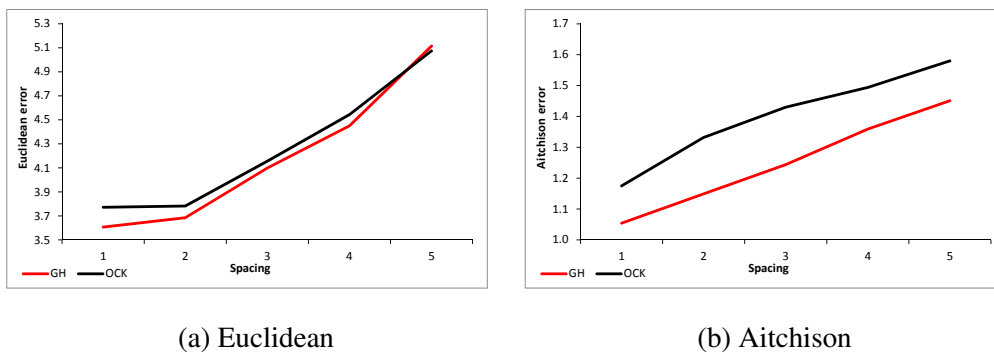 5.3
5.1
4.9
4.7
4.5
4.3
4.1
3.9
3.7
3.5
Euclidean error
1 2 3 4 5
Spacing
GH OCK
(a) Euclidean
1.7
1.6
1.5
1.4
1.3
1.2
1.1
1.0
Aitchison error
1 2 3 4 5
Spacing
GH OCK
(b) Aitchison